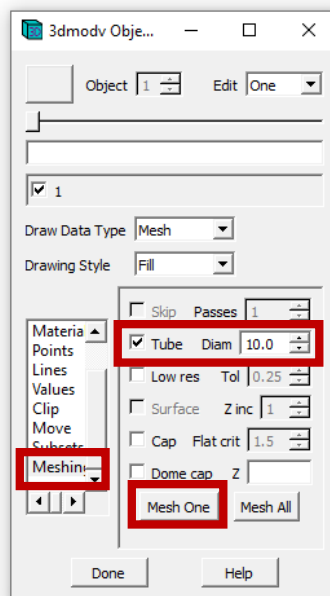 3dmodv Obje...
Object 1 Edit One
1
Draw Data Type Mesh
Drawing Style Fill
Skip Passes 1
Materia
Points
Lines
Values
Clip
Move
Subsets
Meshing
Tube Diam 10.0
Low res Tol 0.25
Surface Z inc 1
Cap Flat crit 1.5
Dome cap Z
Mesh One Mesh All
Done Help